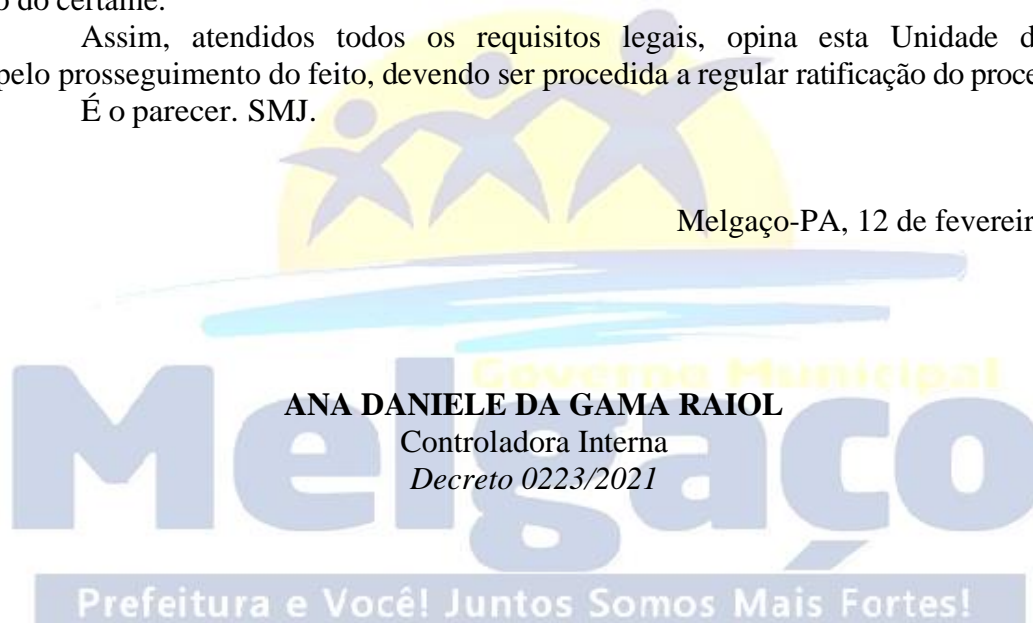 o do certame.
Assim, atendidos todos os requisitos legais, opina esta Unidade d
pelo prosseguimento do feito, devendo ser procedida a regular ratificação do proce
É o parecer. SMJ.
Melgaço-PA, 12 de fevereir
Governo Municipal
ANA DANIELE DA GAMA RAIOL
Controladora Interna
Decreto 0223/2021
Melgaço
Prefeitura e Você! Juntos Somos Mais Fortes!